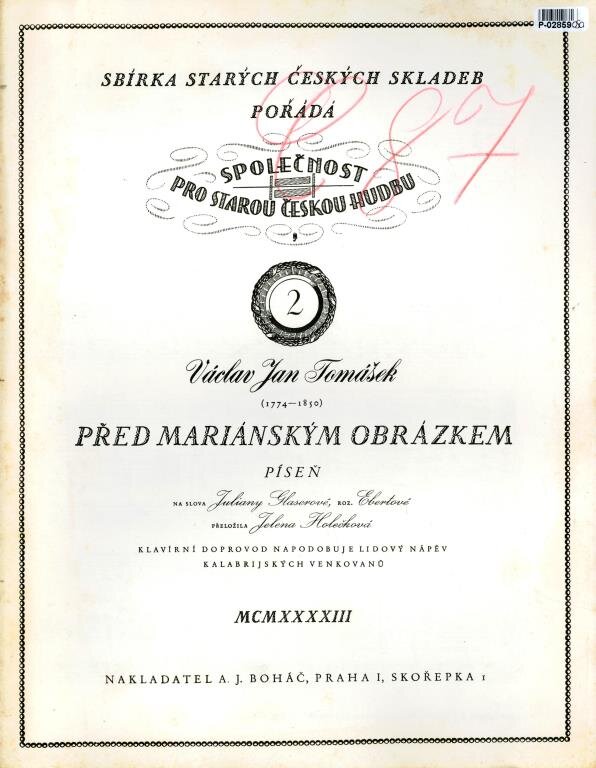 P-02859
SBÍRKA STARÝCH ČESKÝCH SKLADEB
POŘÁDÁ
SPOLEČNOST
PRO STAROU ČESKOU HUDBU
2
Václav Jan Tomášek
(1774—1850)
PŘED MARIÁNSKÝM OBRÁZKEM
PÍSEŇ
NA SLOVA Juliany Glaserové, ROZ. Ebertové
PŘELOŽILA Jelena Holečková
KLAVÍRNÍ DOPROVOD NAPODOBUJE LIDOVÝ NÁPĚV
KALABRIJSKÝCH VENKOVANŮ
MCMXXXXIII
NAKLADATEL A. J. BOHÁČ, PRAHA I, SKOŘEPKA 1